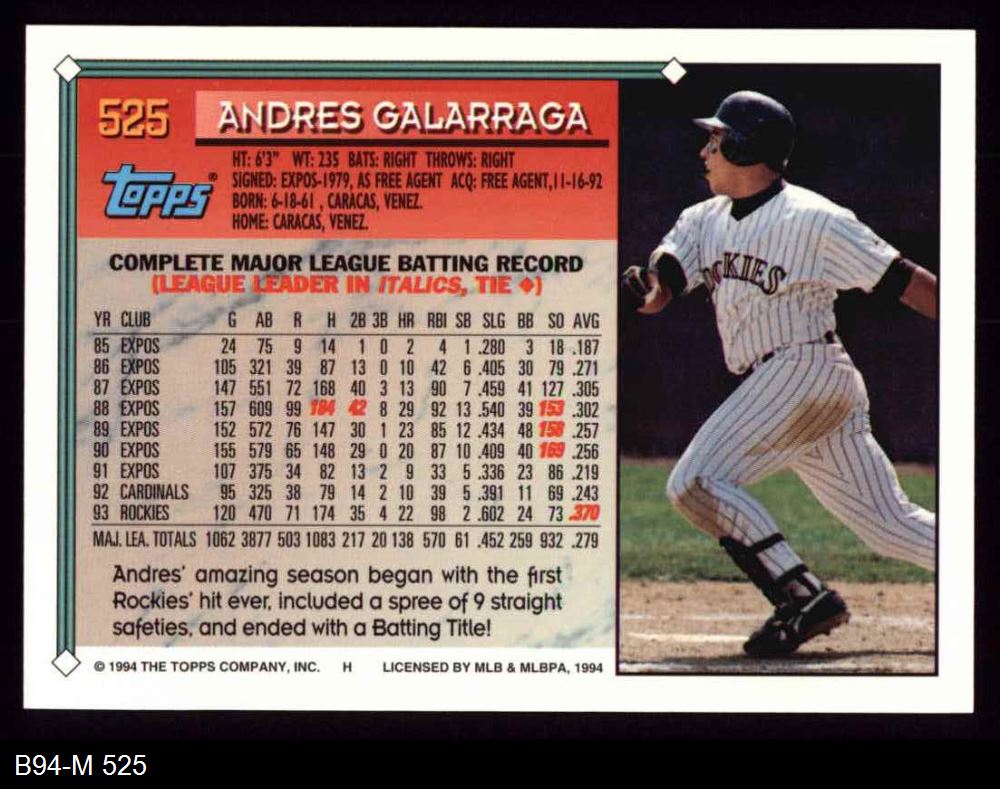 525 ANDRES GALARRAGA
TOPPS®
HT: 6'3" WT: 235 BATS: RIGHT THROWS: RIGHT
SIGNED: EXPOS-1979, AS FREE AGENT ACQ: FREE AGENT,11-16-92
BORN: 6-18-61 , CARACAS, VENEZ.
HOME: CARACAS, VENEZ.
COMPLETE MAJOR LEAGUE BATTING RECORD
(LEAGUE LEADER IN ITALICS, TIE ◆)
YR CLUB G AB R H 2B 3B HR RBI SB SLG BB SO AVG
85 EXPOS 24 75 9 14 1 0 2 4 1 .280 3 18 .187
86 EXPOS 105 321 39 87 13 0 10 42 6 .405 30 79 .271
87 EXPOS 147 551 72 168 40 3 13 90 7 .459 41 127 .305
88 EXPOS 157 609 99 184 42 8 29 92 13 .540 39 153 .302
89 EXPOS 152 572 76 147 30 1 23 85 12 .434 48 158 .257
90 EXPOS 155 579 65 148 29 0 20 87 10 .409 40 169 .256
91 EXPOS 107 375 34 82 13 2 9 33 5 .336 23 86 .219
92 CARDINALS 95 325 38 79 14 2 10 39 5 .391 11 69 .243
93 ROCKIES 120 470 71 174 35 4 22 98 2 .602 24 73 .370
MAJ. LEA. TOTALS 1062 3877 503 1083 217 20 138 570 61 .452 259 932 .279
Andres' amazing season began with the first
Rockies' hit ever, included a spree of 9 straight
safeties, and ended with a Batting Title!
© 1994 THE TOPPS COMPANY, INC. H LICENSED BY MLB & MLBPA, 1994
ROCKIES
B94-M 525